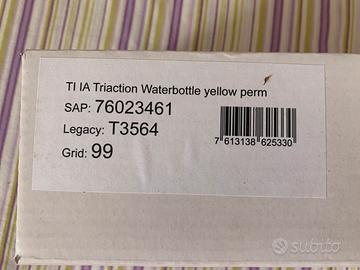 TI IA Triaction Waterbottle yellow perm
SAP: 76023461
Legacy: T3564
Grid: 99
7 613138 625330
subito